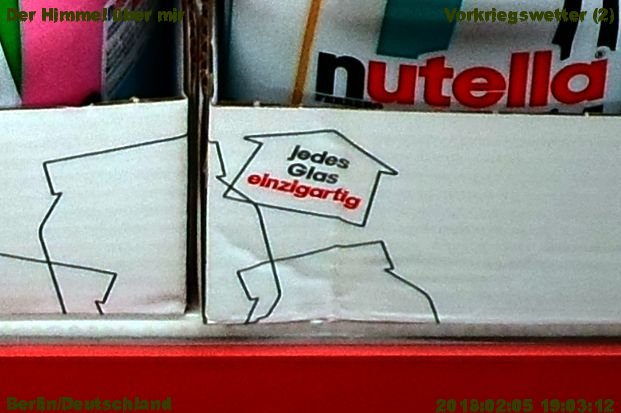 Der Himmel über mir
Vorkriegswetter (2)
nutella
jedes
Glas
einzigartig
Berlin/Deutschland
2018:02:05 19:03:12